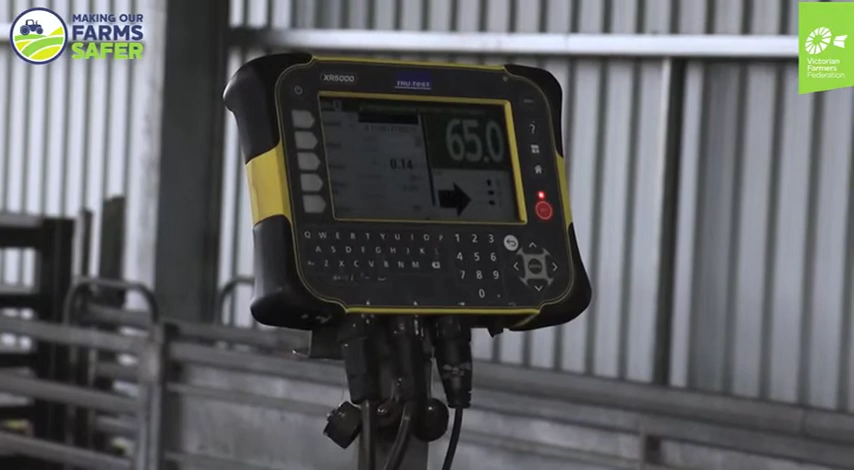 MAKING OUR
FARMS
SAFER
Victorian
Farmers
Federation
XR5000
TRU-TEST
65.0
0.14
?
Q W E R T Y U I O P
1 2 3
A S D F G H J K L
4 5 6
Z X C V B N M
7 8 9
0 .